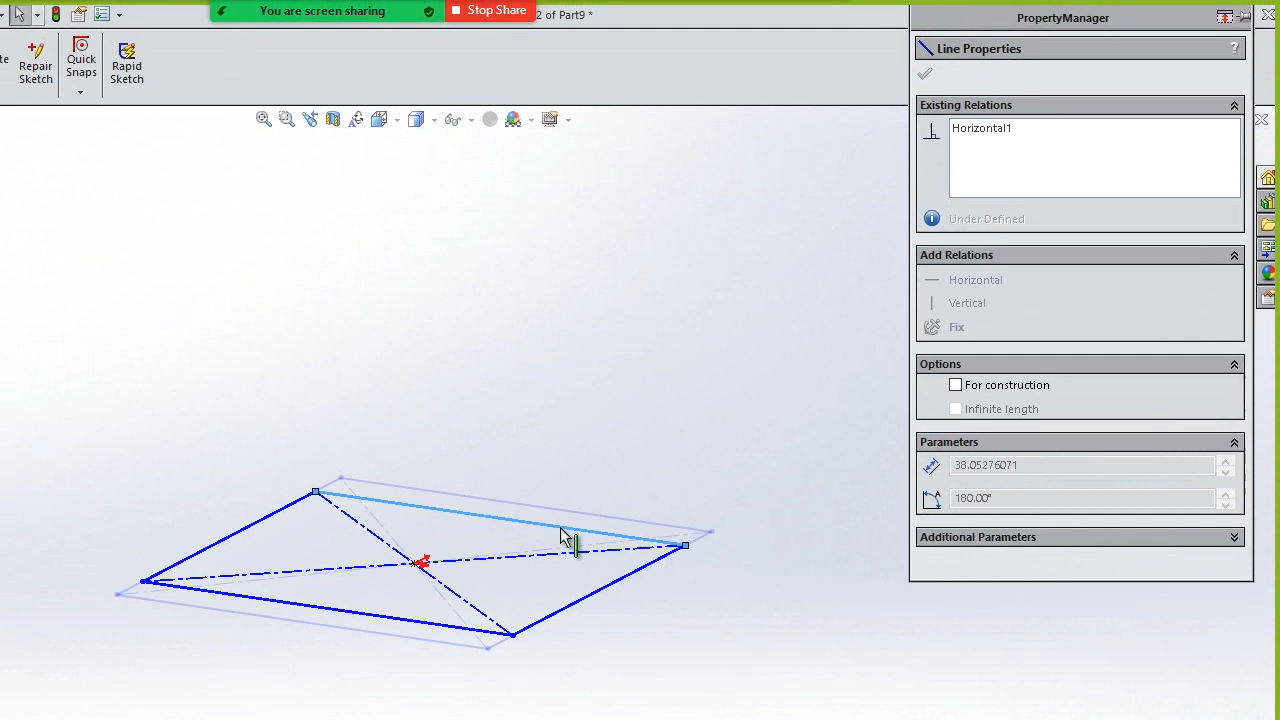 You are screen sharing
Stop Share
2 of Part9 *
PropertyManager
Repair
Sketch
Quick
Snaps
Rapid
Sketch
Line Properties
?
Existing Relations
Horizontal1
Under Defined
Add Relations
Horizontal
Vertical
Fix
Options
For construction
Infinite length
Parameters
38.05276071
180.00°
Additional Parameters